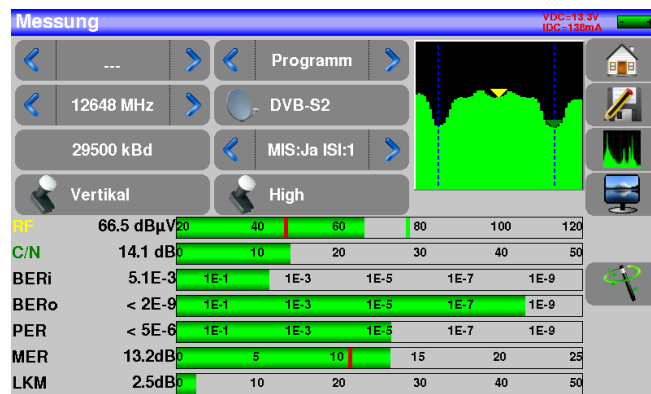 Messung
VDC=13.3V
IDC=138mA
--- Programm
12648 MHz DVB-S2
29500 kBd MIS:Ja ISI:1
Vertikal High
RF 66.5 dBµV 20 40 60 80 100 120
C/N 14.1 dB 0 10 20 30 40 50
BERi 5.1E-3 1E-1 1E-3 1E-5 1E-7 1E-9
BERo < 2E-9 1E-1 1E-3 1E-5 1E-7 1E-9
PER < 5E-6 1E-1 1E-3 1E-5 1E-7 1E-9
MER 13.2dB 0 5 10 15 20 25
LKM 2.5dB 0 10 20 30 40 50